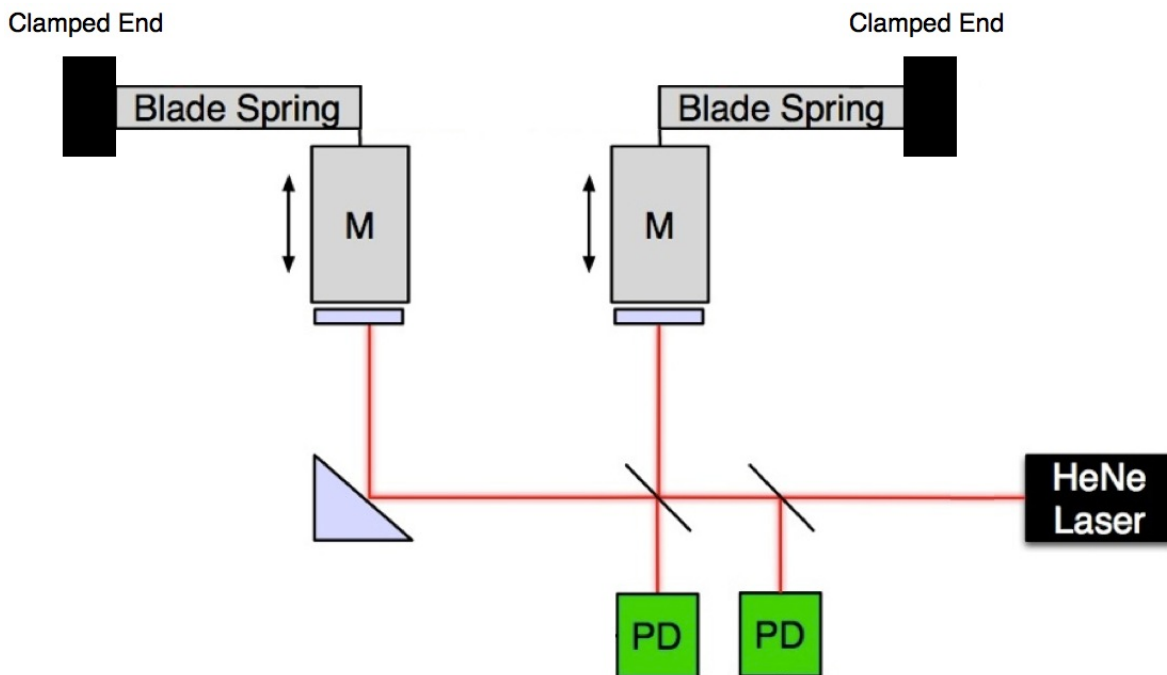 Clamped End
Clamped End
Blade Spring
Blade Spring
M
M
HeNe
Laser
PD
PD